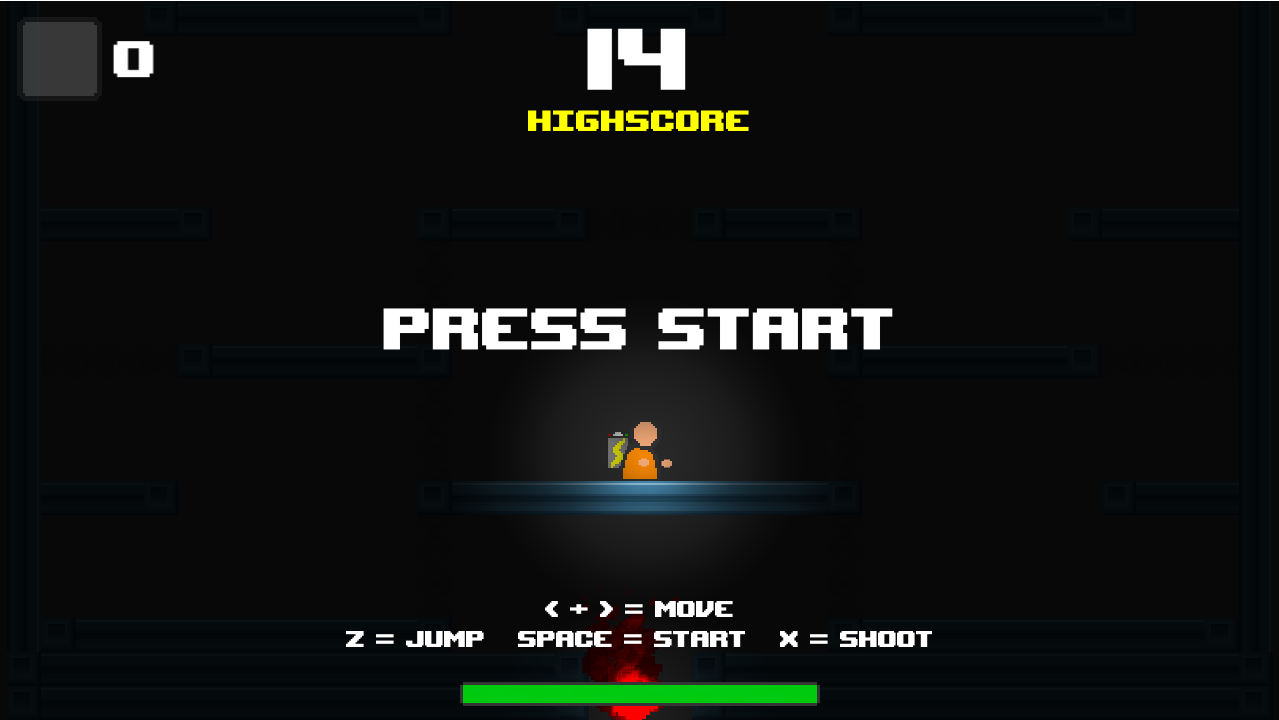 0
14
HIGHSCORE
PRESS START
< + > = MOVE
Z = JUMP SPACE = START X = SHOOT